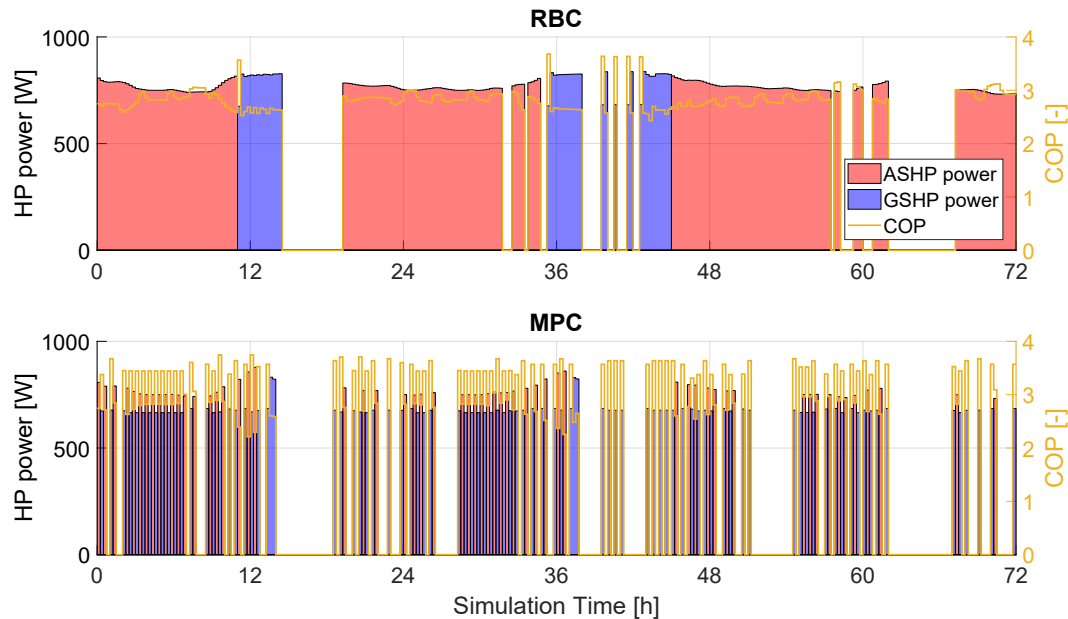 RBC
HP power [W]
1000
500
0
COP [-]
4
3
2
1
0
ASHP power
GSHP power
COP
0 12 24 36 48 60 72
MPC
HP power [W]
1000
500
0
COP [-]
4
3
2
1
0
0 12 24 36 48 60 72
Simulation Time [h]